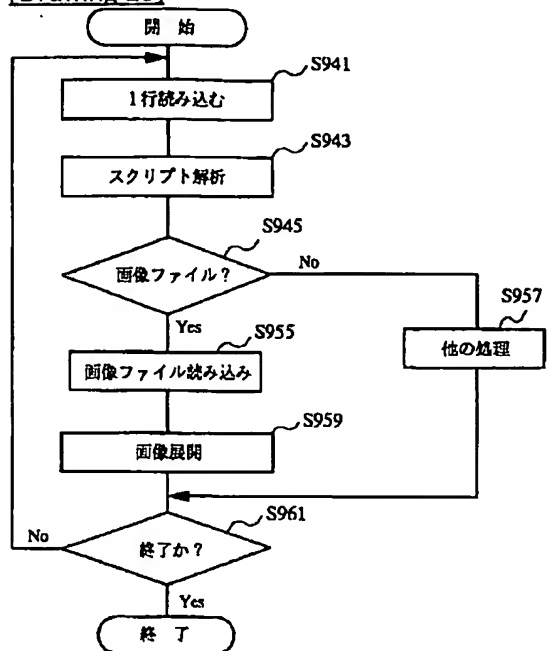 開 始
S941
1行読み込む
S943
スクリプト解析
S945
画像ファイル?
No
S957
Yes
S955
他の処理
画像ファイル読み込み
S959
画像展開
S961
No
終了か?
Yes
終 了